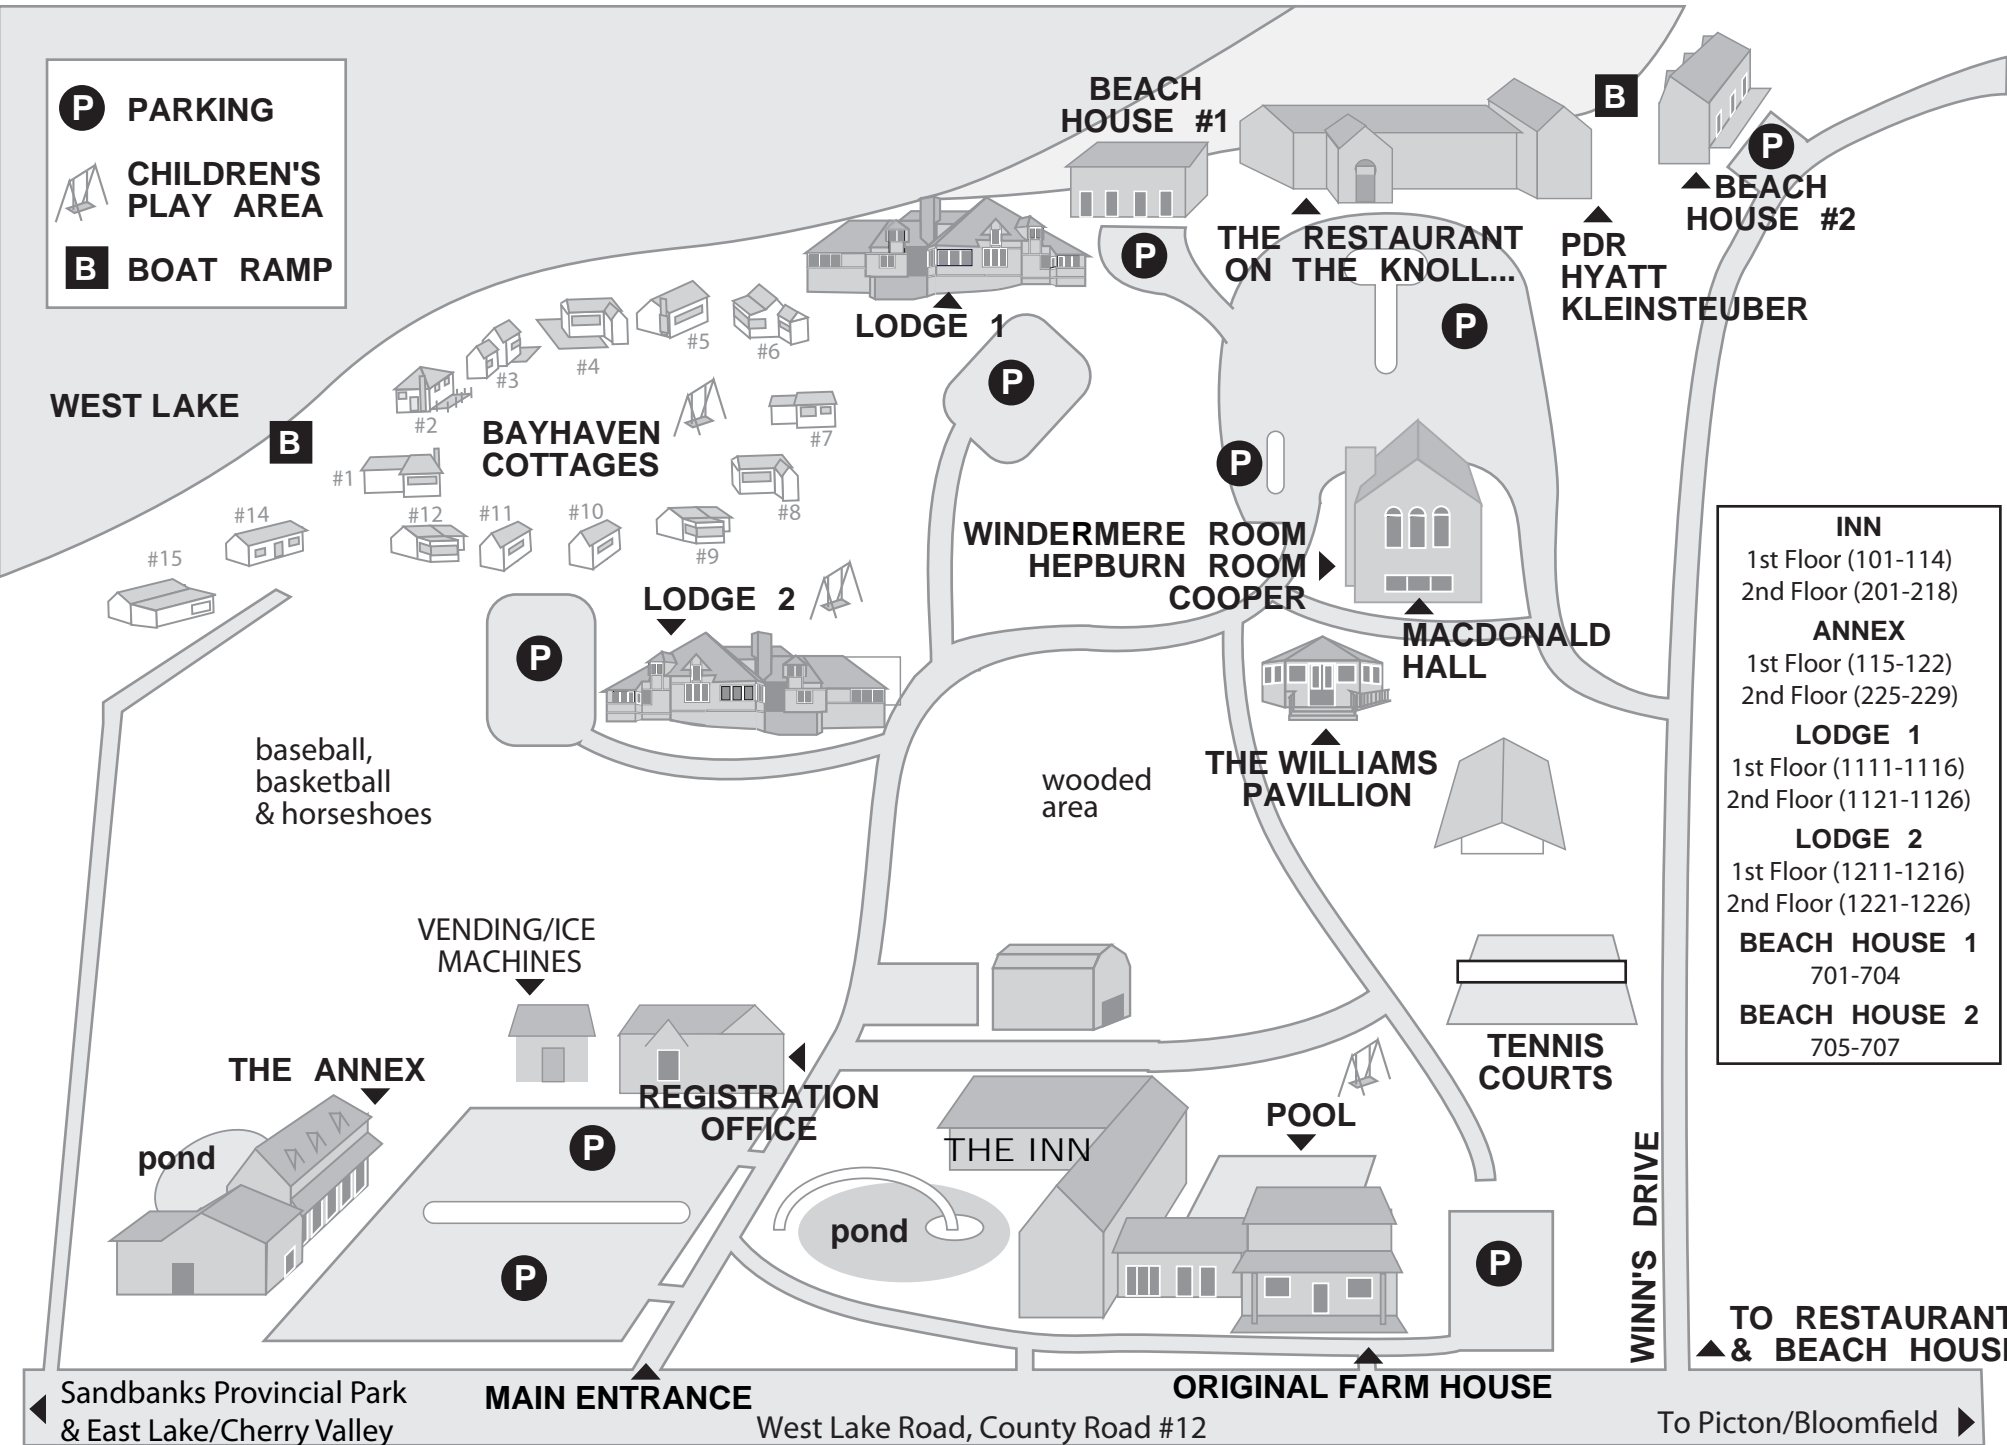 P PARKING
CHILDREN'S
PLAY AREA
B BOAT RAMP
BEACH
HOUSE #1
B
P
BEACH
HOUSE #2
THE RESTAURANT
ON THE KNOLL...
PDR
HYATT
KLEINSTEUBER
P
P
LODGE 1
P
#5
#6
#4
#3
#2
#7
WEST LAKE
B
BAYHAVEN
COTTAGES
#1
#8
#14
#12
#11
#10
#9
#15
P
WINDERMERE ROOM
HEPBURN ROOM
COOPER
MACDONALD
HALL
LODGE 2
P
THE WILLIAMS
PAVILLION
baseball,
basketball
& horseshoes
wooded
area
INN
1st Floor (101-114)
2nd Floor (201-218)
ANNEX
1st Floor (115-122)
2nd Floor (225-229)
LODGE 1
1st Floor (1111-1116)
2nd Floor (1121-1126)
LODGE 2
1st Floor (1211-1216)
2nd Floor (1221-1226)
BEACH HOUSE 1
701-704
BEACH HOUSE 2
705-707
VENDING/ICE
MACHINES
THE ANNEX
REGISTRATION
OFFICE
TENNIS
COURTS
POOL
THE INN
pond
P
pond
P
P
WINN'S DRIVE
TO RESTAURANT
& BEACH HOUS
MAIN ENTRANCE
ORIGINAL FARM HOUSE
Sandbanks Provincial Park
& East Lake/Cherry Valley
West Lake Road, County Road #12
To Picton/Bloomfield